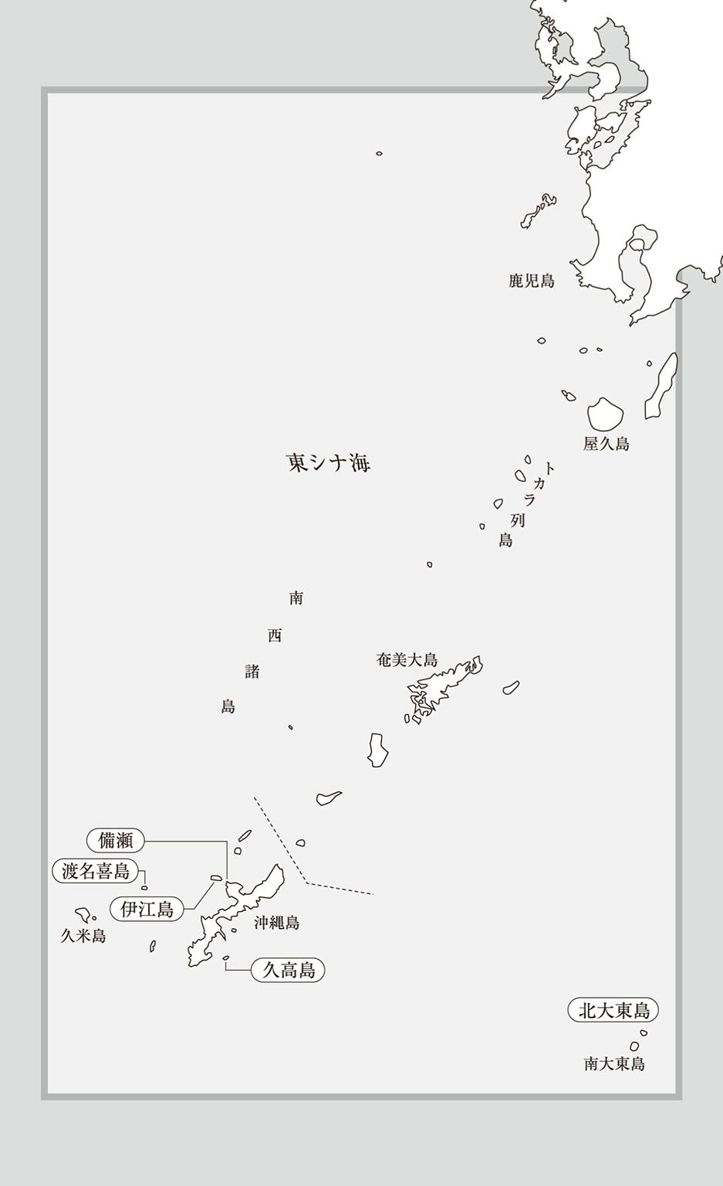 鹿児島
屋久島
東シナ海
トカラ列島
南西諸島
奄美大島
備瀬
渡名喜島
伊江島
久米島
沖縄島
久高島
北大東島
南大東島